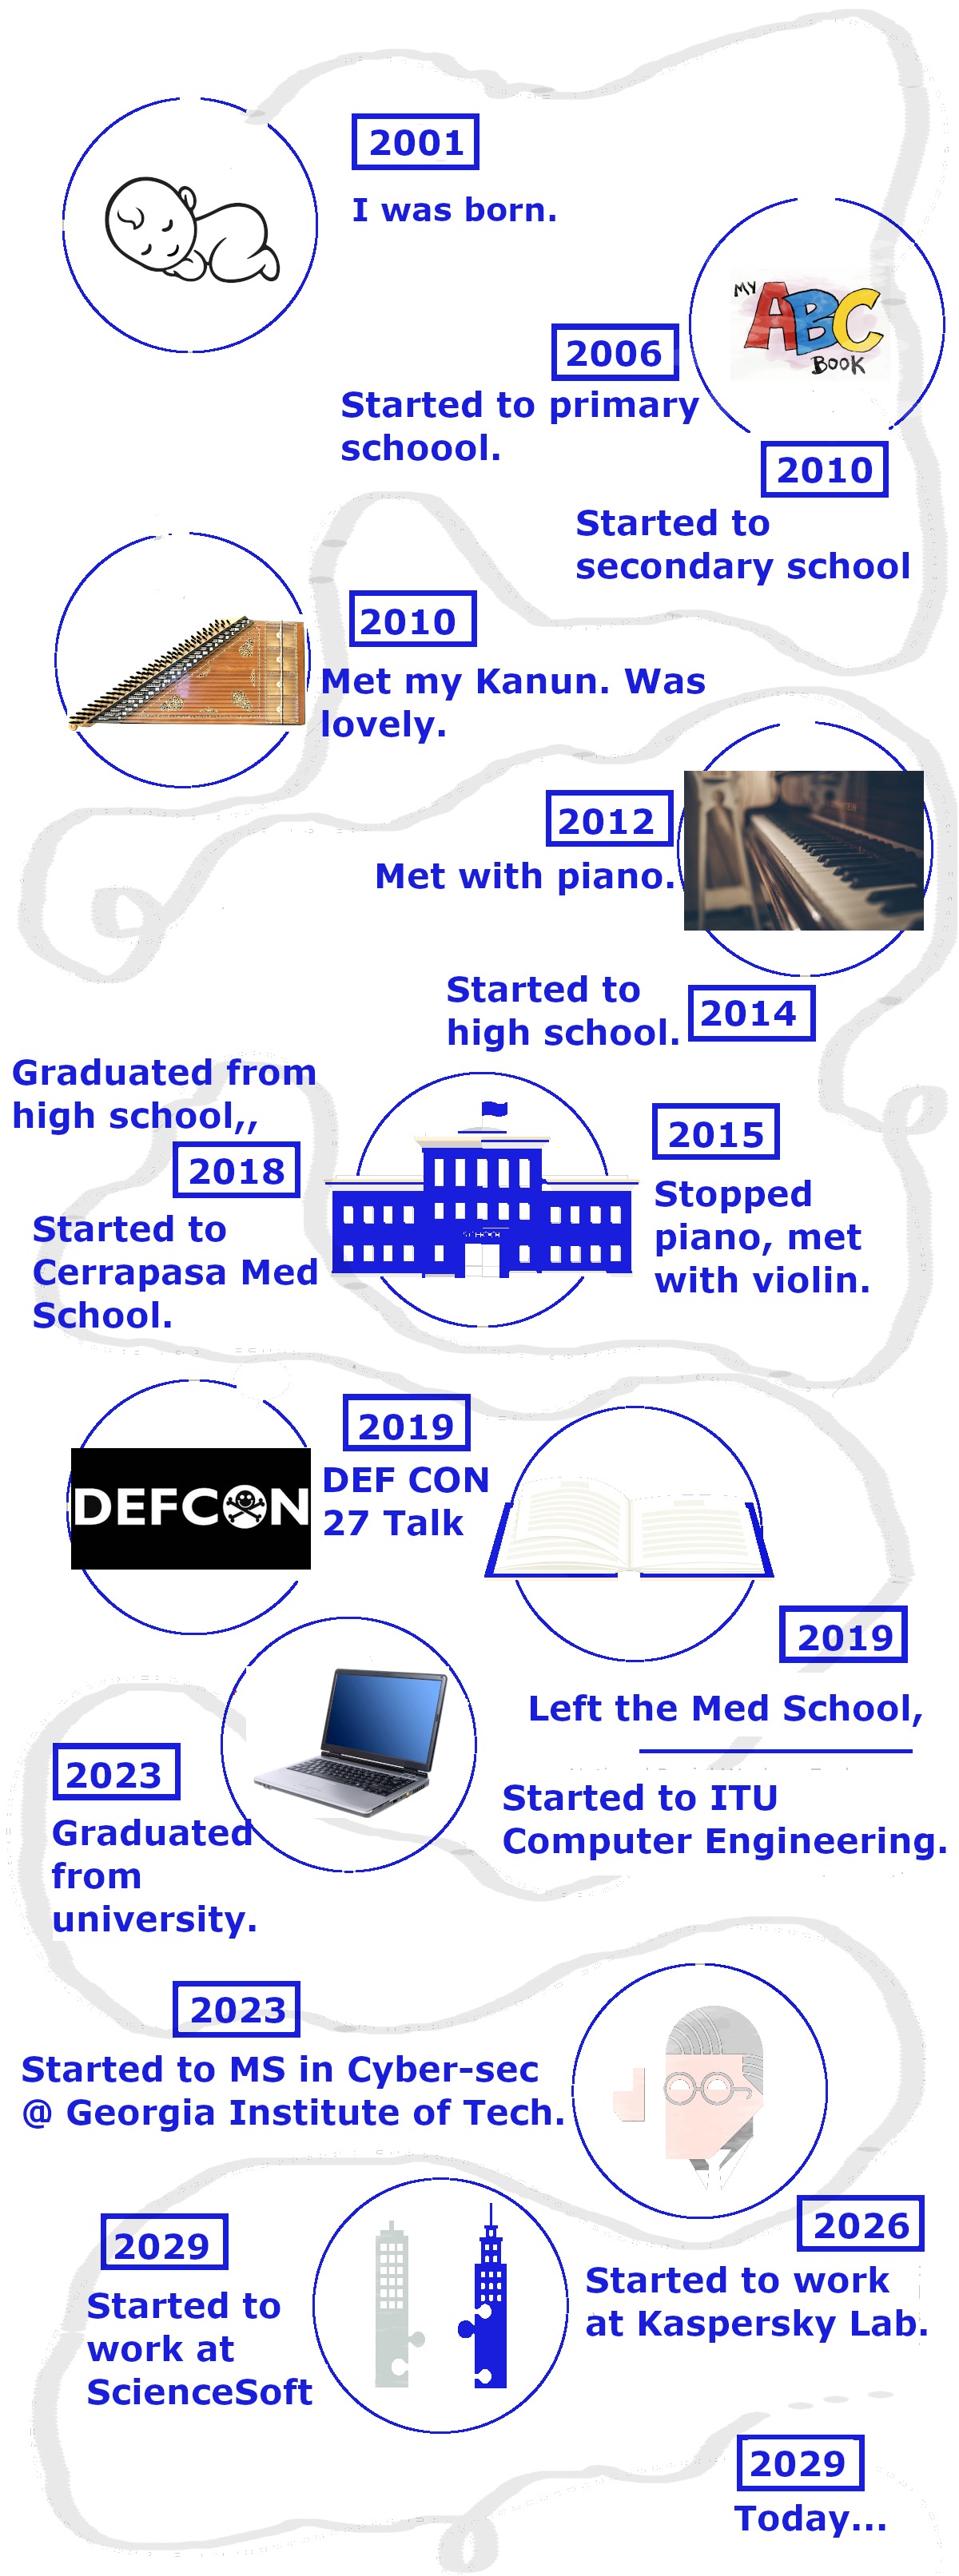 2001
I was born.
MY
ABC
BOOK
2006
Started to primary
schoool.
2010
Started to
secondary school
2010
Met my Kanun. Was
lovely.
2012
Met with piano.
Started to
high school.
2014
Graduated from
high school,,
2018
Started to
Cerrapasa Med
School.
SCHOOL
2015
Stopped
piano, met
with violin.
DEFCON
2019
DEF CON
27 Talk
2019
Left the Med School,
Started to ITU
Computer Engineering.
2023
Graduated
from
university.
2023
Started to MS in Cyber-sec
@ Georgia Institute of Tech.
2026
Started to work
at Kaspersky Lab.
2029
Started to
work at
ScienceSoft
2029
Today...